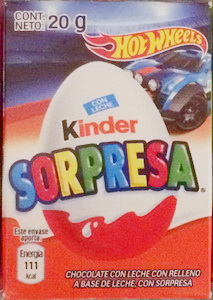 CONT. NETO: 20 g
HOT WHEELS
CON LECHE
Kinder
SORPRESA
Este envase aporta
Energía
111
kcal
CHOCOLATE CON LECHE CON RELLENO
A BASE DE LECHE, CON SORPRESA